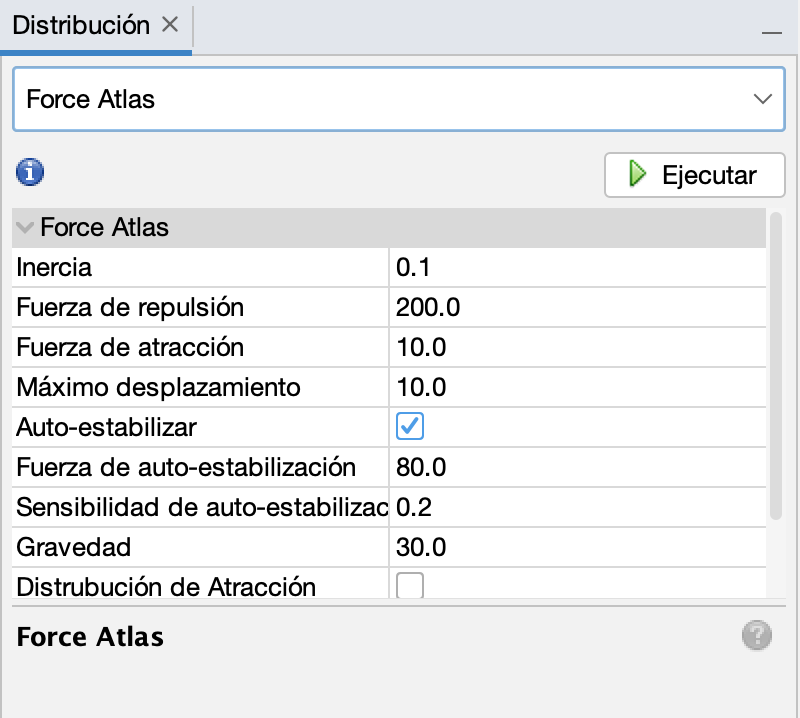 Distribución
Force Atlas
Ejecutar
Force Atlas
Inercia 0.1
Fuerza de repulsión 200.0
Fuerza de atracción 10.0
Máximo desplazamiento 10.0
Auto-estabilizar
Fuerza de auto-estabilización 80.0
Sensibilidad de auto-estabilizac 0.2
Gravedad 30.0
Distrubución de Atracción
Force Atlas